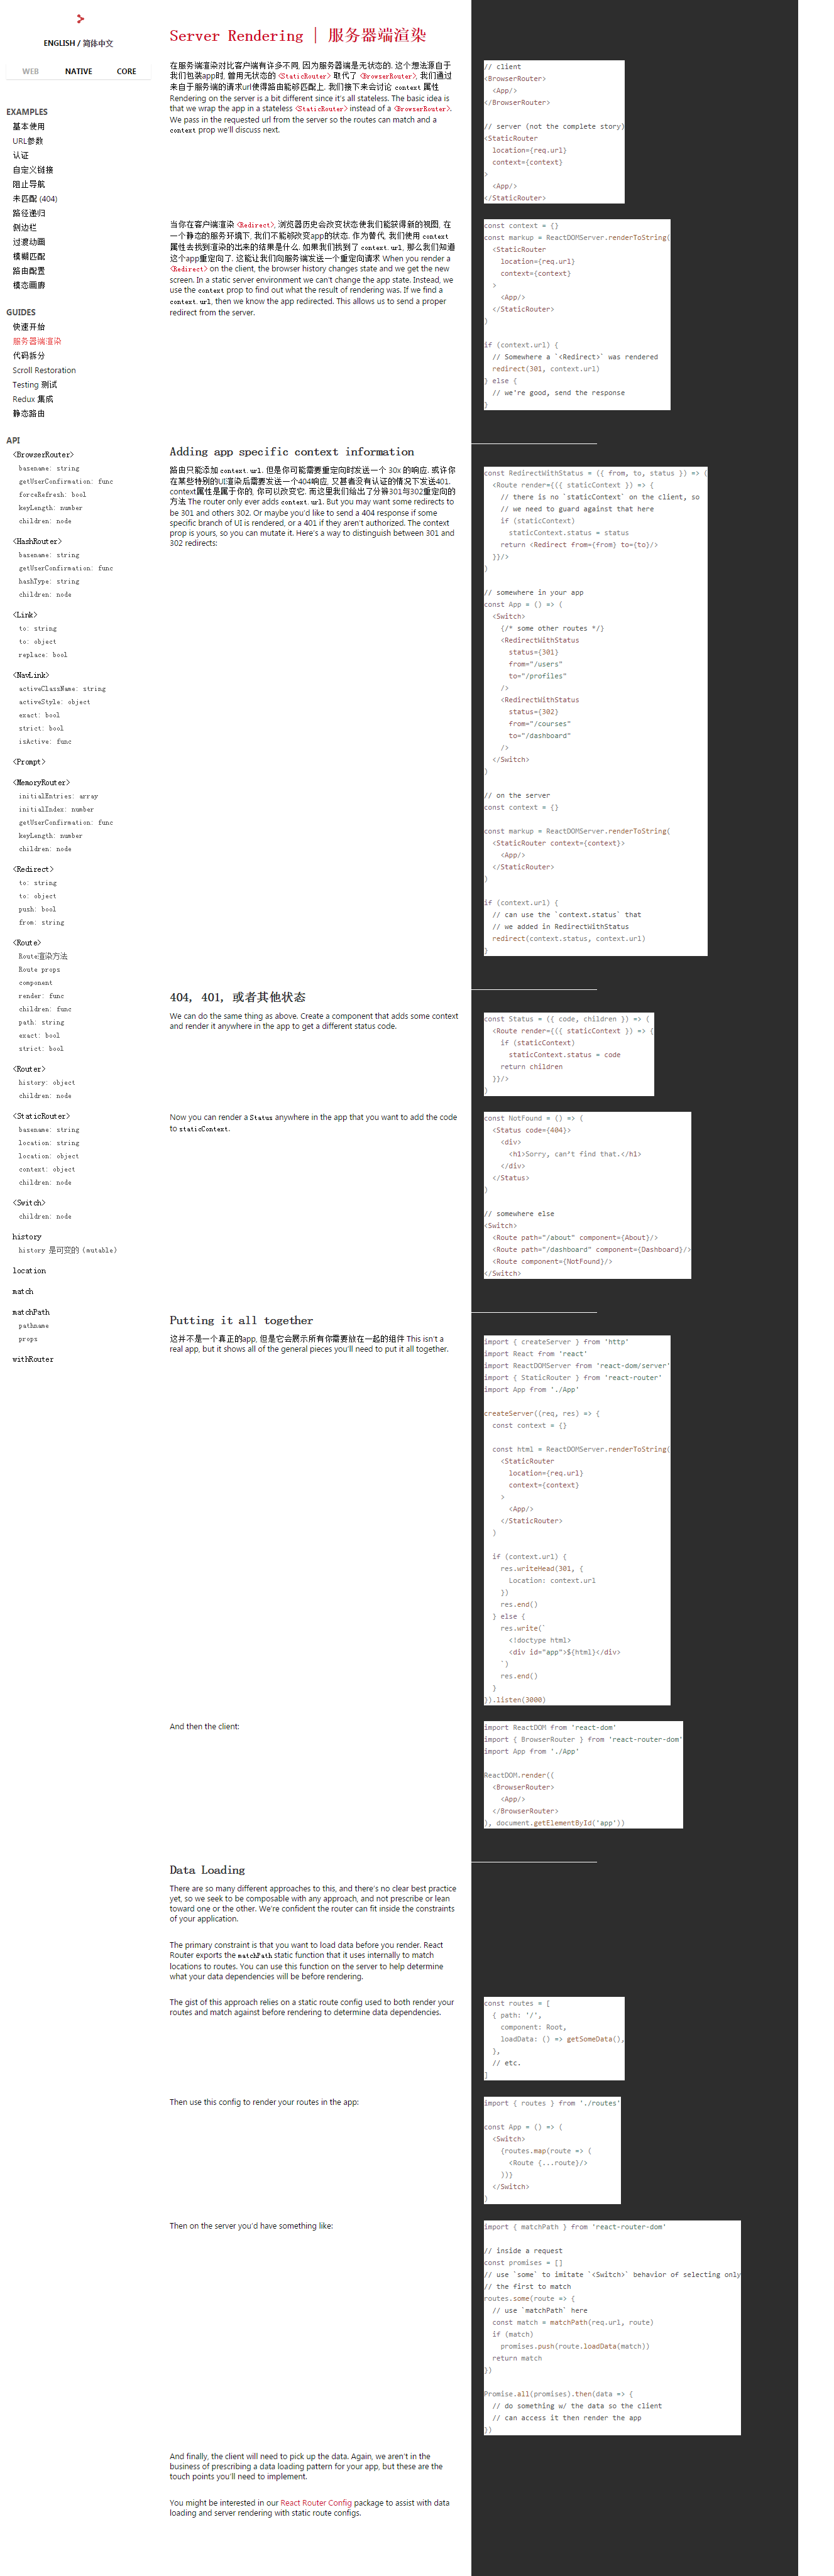 ENGLISH / 简体中文
WEB NATIVE CORE
EXAMPLES
基本使用
URL参数
认证
自定义链接
阻止导航
未匹配 (404)
路径递归
侧边栏
过渡动画
模糊匹配
路由配置
模态画廊
GUIDES
快速开始
服务器端渲染
代码拆分
Scroll Restoration
Testing 测试
Redux 集成
静态路由
API
<BrowserRouter>
basename: string
getUserConfirmation: func
forceRefresh: bool
keyLength: number
children: node
<HashRouter>
basename: string
getUserConfirmation: func
hashType: string
children: node
<Link>
to: string
to: object
replace: bool
<NavLink>
activeClassName: string
activeStyle: object
exact: bool
strict: bool
isActive: func
<Prompt>
<MemoryRouter>
initialEntries: array
initialIndex: number
getUserConfirmation: func
keyLength: number
children: node
<Redirect>
to: string
to: object
push: bool
from: string
<Route>
Route渲染方法
Route props
component
render: func
children: func
path: string
exact: bool
strict: bool
<Router>
history: object
children: node
<StaticRouter>
basename: string
location: string
location: object
context: object
children: node
<Switch>
children: node
history
history 是可变的 (mutable)
location
match
matchPath
pathname
props
withRouter
Server Rendering | 服务器端渲染
在服务端渲染对比客户端有许多不同, 因为服务器端是无状态的. 这个想法源自于
我们包装app时, 曾用无状态的 <StaticRouter> 取代了 <BrowserRouter>, 我们通过
来自于服务端的请求url使得路由能够匹配上, 我们接下来会讨论 context 属性
Rendering on the server is a bit different since it's all stateless. The basic idea is
that we wrap the app in a stateless <StaticRouter> instead of a <BrowserRouter>.
We pass in the requested url from the server so the routes can match and a
context prop we'll discuss next.
// client
<BrowserRouter>
<App/>
</BrowserRouter>
// server (not the complete story)
<StaticRouter
location={req.url}
context={context}
>
<App/>
</StaticRouter>
当你在客户端渲染 <Redirect>, 浏览器历史会改变状态使我们能获得新的视图, 在
一个静态的服务环境下, 我们不能够改变app的状态. 作为替代, 我们使用 context
属性去找到渲染的出来的结果是什么. 如果我们找到了 context.url, 那么我们知道
这个app重定向了. 这能让我们向服务端发送一个重定向请求 When you render a
<Redirect> on the client, the browser history changes state and we get the new
screen. In a static server environment we can't change the app state. Instead, we
use the context prop to find out what the result of rendering was. If we find a
context.url, then we know the app redirected. This allows us to send a proper
redirect from the server.
const context = {}
const markup = ReactDOMServer.renderToString(
<StaticRouter
location={req.url}
context={context}
>
<App/>
</StaticRouter>
)
if (context.url) {
// Somewhere a `<Redirect>` was rendered
redirect(301, context.url)
} else {
// we're good, send the response
}
Adding app specific context information
路由只能添加 context.url. 但是你可能需要重定向时发送一个 30x 的响应. 或许你
在某些特别的UI渲染后需要发送一个404响应, 又甚者没有认证的情况下发送401.
context属性是属于你的, 你可以改变它. 而这里我们给出了分辨301与302重定向的
方法 The router only ever adds context.url. But you may want some redirects to
be 301 and others 302. Or maybe you'd like to send a 404 response if some
specific branch of UI is rendered, or a 401 if they aren't authorized. The context
prop is yours, so you can mutate it. Here's a way to distinguish between 301 and
302 redirects:
const RedirectWithStatus = ({ from, to, status }) => (
<Route render={({ staticContext }) => {
// there is no `staticContext` on the client, so
// we need to guard against that here
if (staticContext)
staticContext.status = status
return <Redirect from={from} to={to}/>
}}/>
)
// somewhere in your app
const App = () => (
<Switch>
{/* some other routes */}
<RedirectWithStatus
status={301}
from="/users"
to="/profiles"
/>
<RedirectWithStatus
status={302}
from="/courses"
to="/dashboard"
/>
</Switch>
)
// on the server
const context = {}
const markup = ReactDOMServer.renderToString(
<StaticRouter context={context}>
<App/>
</StaticRouter>
)
if (context.url) {
// can use the `context.status` that
// we added in RedirectWithStatus
redirect(context.status, context.url)
}
404, 401, 或者其他状态
We can do the same thing as above. Create a component that adds some context
and render it anywhere in the app to get a different status code.
const Status = ({ code, children }) => (
<Route render={({ staticContext }) => {
if (staticContext)
staticContext.status = code
return children
}}/>
)
Now you can render a Status anywhere in the app that you want to add the code
to staticContext.
const NotFound = () => (
<Status code={404}>
<div>
<h1>Sorry, can't find that.</h1>
</div>
</Status>
)
// somewhere else
<Switch>
<Route path="/about" component={About}/>
<Route path="/dashboard" component={Dashboard}/>
<Route component={NotFound}/>
</Switch>
Putting it all together
这并不是一个真正的app, 但是它会展示所有你需要放在一起的组件 This isn't a
real app, but it shows all of the general pieces you'll need to put it all together.
import { createServer } from 'http'
import React from 'react'
import ReactDOMServer from 'react-dom/server'
import { StaticRouter } from 'react-router'
import App from './App'
createServer((req, res) => {
const context = {}
const html = ReactDOMServer.renderToString(
<StaticRouter
location={req.url}
context={context}
>
<App/>
</StaticRouter>
)
if (context.url) {
res.writeHead(301, {
Location: context.url
})
res.end()
} else {
res.write(`
<!doctype html>
<div id="app">${html}</div>
`)
res.end()
}
}).listen(3000)
And then the client:
import ReactDOM from 'react-dom'
import { BrowserRouter } from 'react-router-dom'
import App from './App'
ReactDOM.render((
<BrowserRouter>
<App/>
</BrowserRouter>
), document.getElementById('app'))
Data Loading
There are so many different approaches to this, and there's no clear best practice
yet, so we seek to be composable with any approach, and not prescribe or lean
toward one or the other. We're confident the router can fit inside the constraints
of your application.
The primary constraint is that you want to load data before you render. React
Router exports the matchPath static function that it uses internally to match
locations to routes. You can use this function on the server to help determine
what your data dependencies will be before rendering.
The gist of this approach relies on a static route config used to both render your
routes and match against before rendering to determine data dependencies.
const routes = [
{ path: '/',
component: Root,
loadData: () => getSomeData(),
},
// etc.
]
Then use this config to render your routes in the app:
import { routes } from './routes'
const App = () => (
<Switch>
{routes.map(route => (
<Route {...route}/>
))}
</Switch>
)
Then on the server you'd have something like:
import { matchPath } from 'react-router-dom'
// inside a request
const promises = []
// use `some` to imitate `<Switch>` behavior of selecting only
// the first to match
routes.some(route => {
// use `matchPath` here
const match = matchPath(req.url, route)
if (match)
promises.push(route.loadData(match))
return match
})
Promise.all(promises).then(data => {
// do something w/ the data so the client
// can access it then render the app
})
And finally, the client will need to pick up the data. Again, we aren't in the
business of prescribing a data loading pattern for your app, but these are the
touch points you'll need to implement.
You might be interested in our React Router Config package to assist with data
loading and server rendering with static route configs.